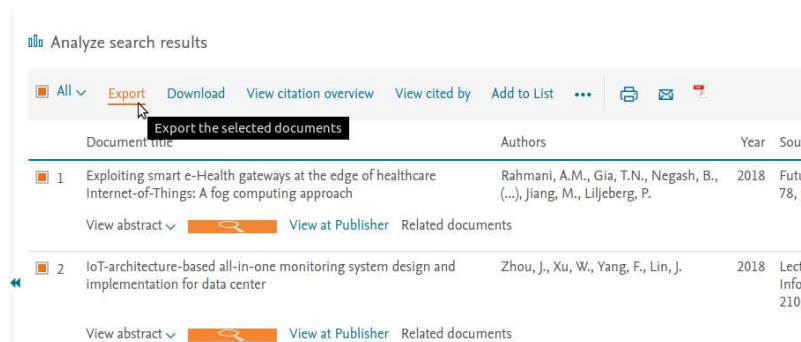 Analyze search results
All Export Download View citation overview View cited by Add to List
Export the selected documents
Document title Authors Year
Exploiting smart e-Health gateways at the edge of healthcare Rahmani, A.M., Gia, T.N., Negash, B., 2018
1
Internet-of-Things: A fog computing approach (...), Jiang, M., Liljeberg, P. 78,
View abstract View at Publisher Related documents
2 IoT-architecture-based all-in-one monitoring system design and Zhou, J., Xu, W., Yang, F., Lin, J. 2018
implementation for data center
210
View abstract View at Publisher Related documents